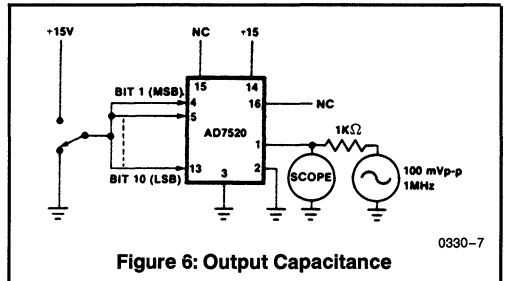 +15V
NC
+15
15
14
BIT 1 (MSB)
4
16
NC
5
AD7520
1KΩ
1
13
3
2
SCOPE
100 mVp-p
1MHz
BIT 10 (LSB)
0330-7
Figure 6: Output Capacitance